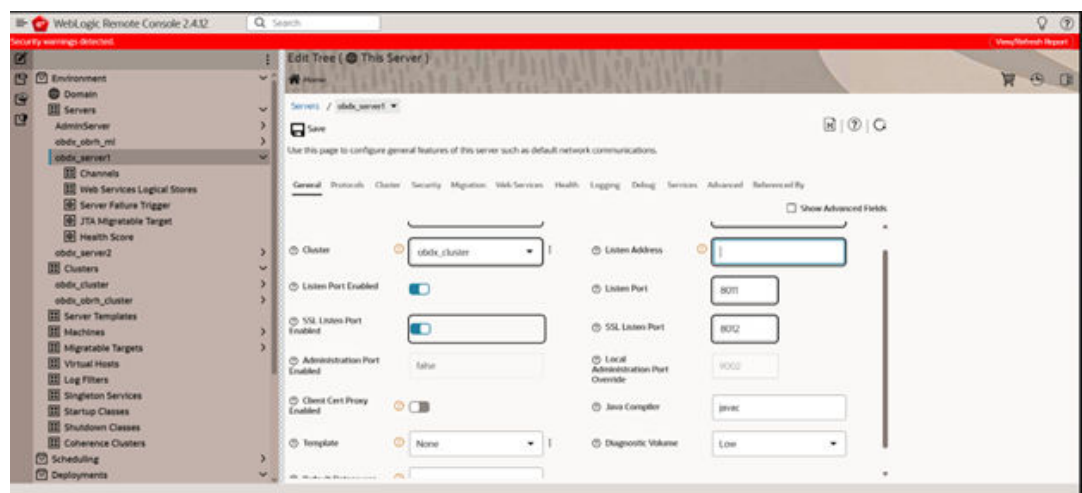 WebLogic Remote Console 2.4.12
Search
Security warnings detected.
View/Refresh Report
Edit Tree ( This Server )
Home
Environment
Domain
Servers
AdminServer
obdx_obrh_ml
obdx_server1
Channels
Web Services Logical Stores
Server Failure Trigger
JTA Migratable Target
Health Score
obdx_server2
Clusters
obdx_cluster
obdx_obrh_cluster
Server Templates
Machines
Migratable Targets
Virtual Hosts
Log Filters
Singleton Services
Startup Classes
Shutdown Classes
Coherence Clusters
Scheduling
Deployments
Servers / obdx_server1
Save
Use this page to configure general features of this server such as default network communications.
General Protocols Cluster Security Migration Web Services Health Logging Debug Services Advanced Referenced By
Show Advanced Fields
Cluster obdx_cluster Listen Address
Listen Port Enabled Listen Port 8011
SSL Listen Port Enabled SSL Listen Port 8012
Administration Port Enabled false Local Administration Port Override 9002
Client Cert Proxy Enabled Java Compiler javac
Template None Diagnostic Volume Low